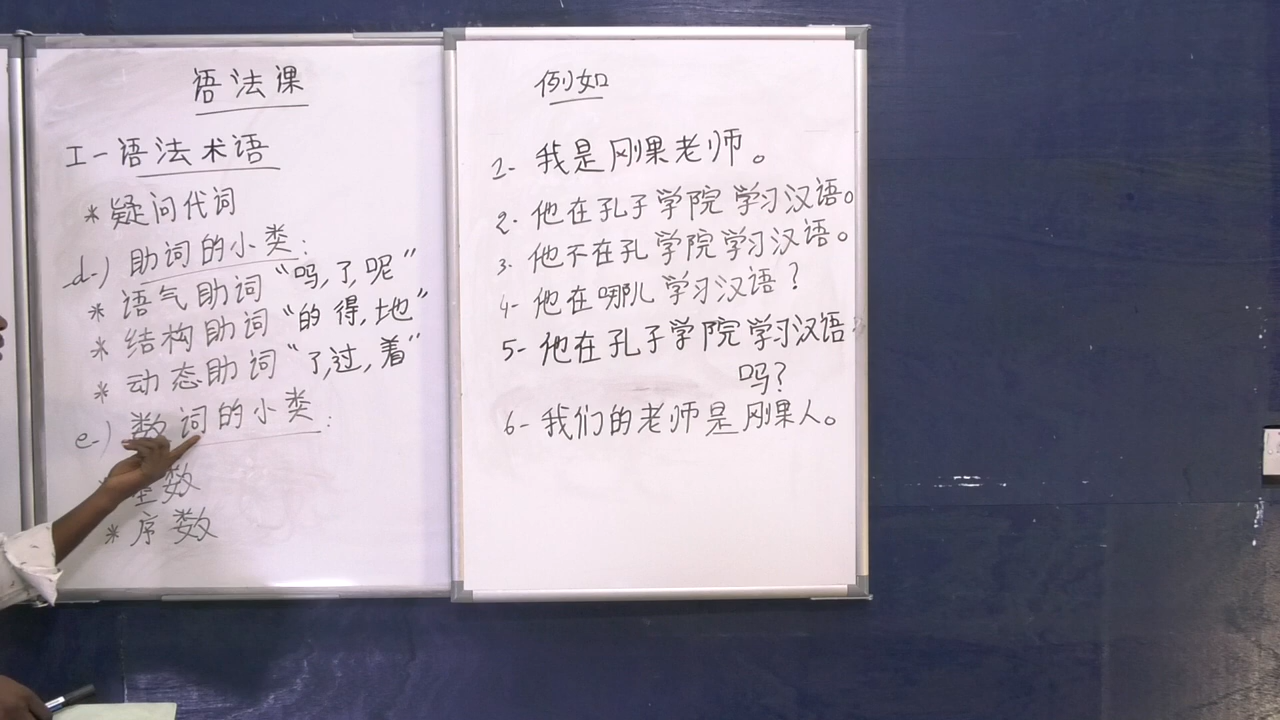 语法课
I-语法术语
* 疑问代词
d-) 助词的小类:
* 语气助词 “吗,了,呢”
* 结构助词 “的 得,地”
* 动态助词 “了,过,着”
e-) 数词的小类:
数
* 序数
例如
1- 我是刚果老师。
2. 他在孔子学院学习汉语。
3. 他不在孔学院学习汉语。
4- 他在哪儿学习汉语?
5- 他在孔子学院学习汉语
吗?
6- 我们的老师是刚果人。